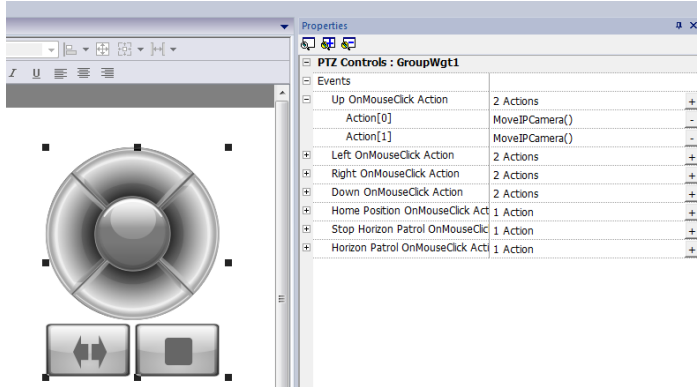 Properties
I U
PTZ Controls : GroupWgt1
Events
Up OnMouseClick Action 2 Actions +
Action[0] MoveIPCamera() -
Action[1] MoveIPCamera() -
Left OnMouseClick Action 2 Actions +
Right OnMouseClick Action 2 Actions +
Down OnMouseClick Action 2 Actions +
Home Position OnMouseClick Act 1 Action +
Stop Horizon Patrol OnMouseClic 1 Action +
Horizon Patrol OnMouseClick Acti 1 Action +